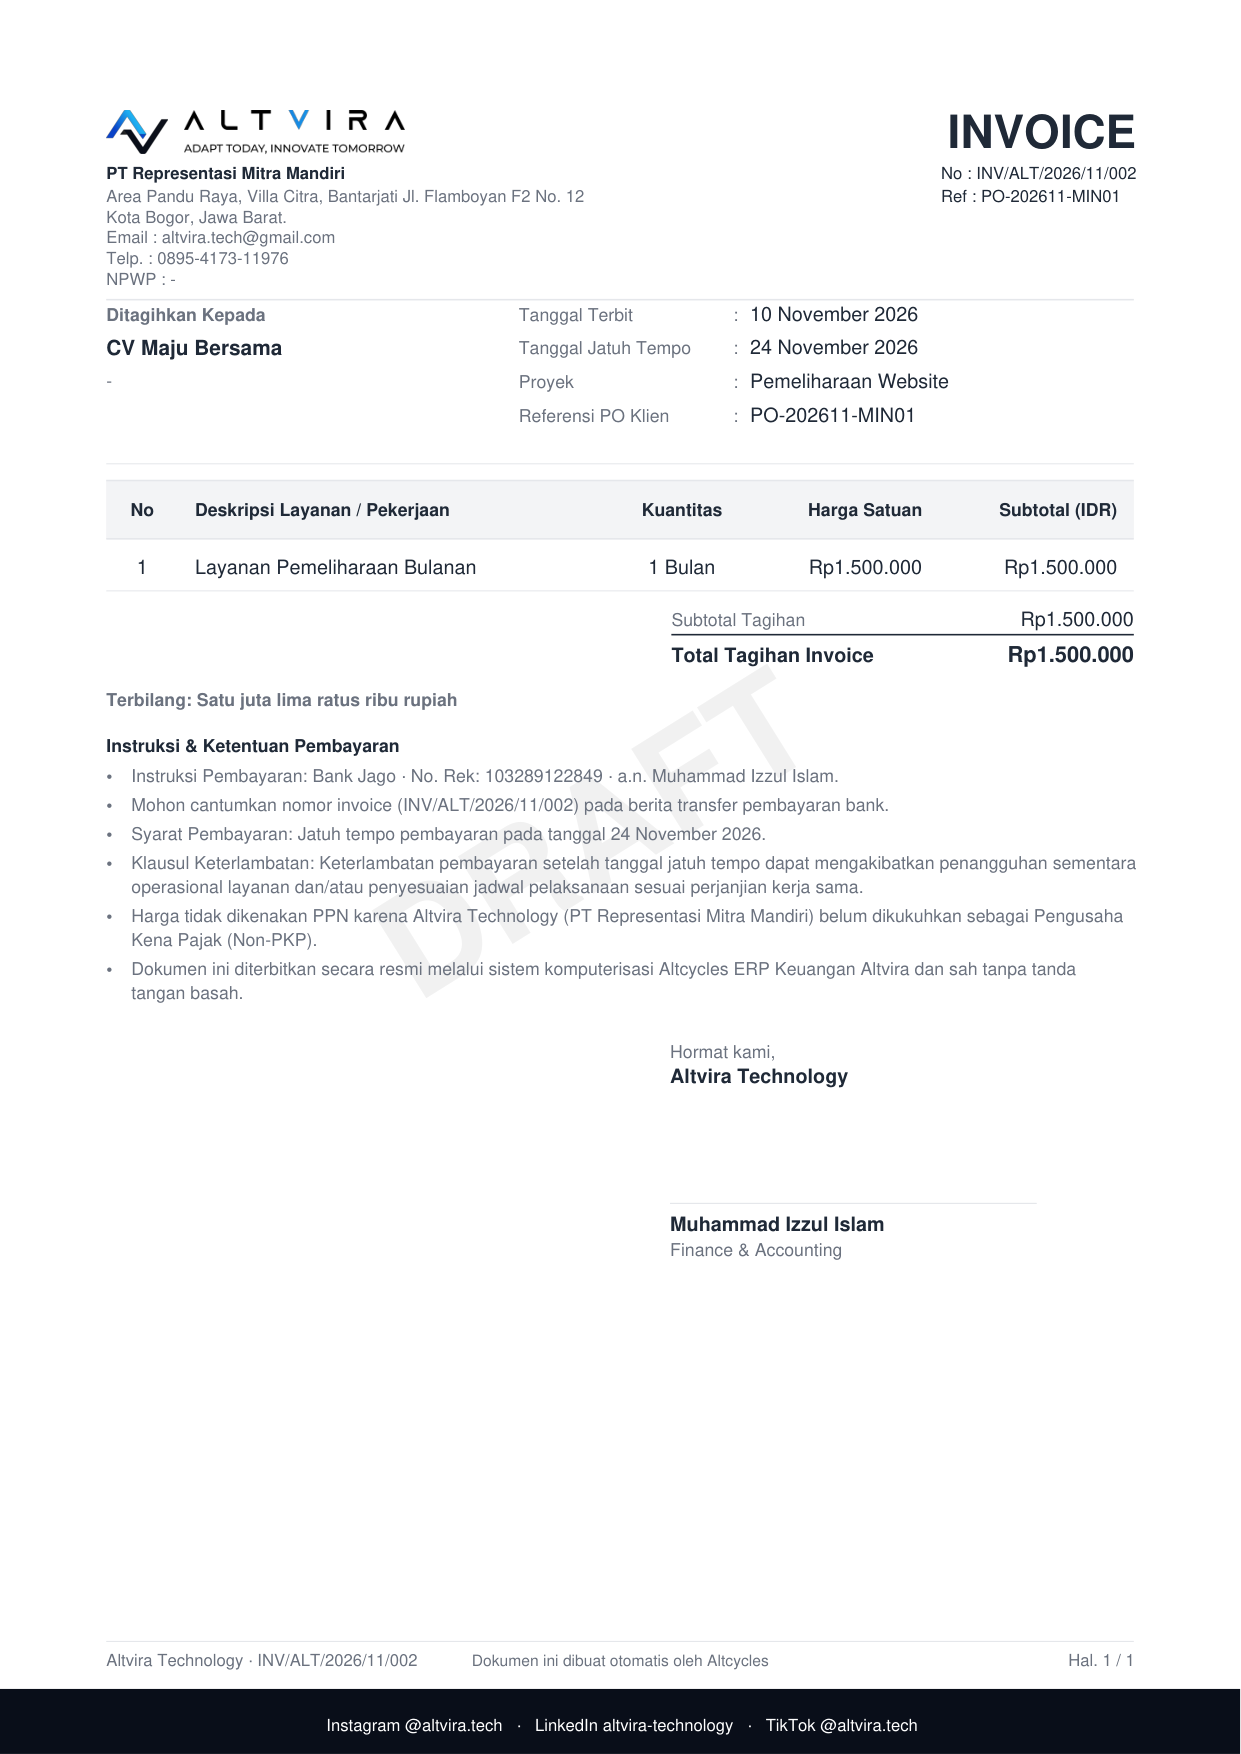 ALTVIRA
ADAPT TODAY, INNOVATE TOMORROW
INVOICE
PT Representasi Mitra Mandiri
No : INV/ALT/2026/11/002
Area Pandu Raya, Villa Citra, Bantarjati Jl. Flamboyan F2 No. 12
Ref : PO-202611-MIN01
Kota Bogor, Jawa Barat.
Email : altvira.tech@gmail.com
Telp. : 0895-4173-11976
NPWP : -
Ditagihkan Kepada
CV Maju Bersama
-
Tanggal Terbit : 10 November 2026
Tanggal Jatuh Tempo : 24 November 2026
Proyek : Pemeliharaan Website
Referensi PO Klien : PO-202611-MIN01
No Deskripsi Layanan / Pekerjaan Kuantitas Harga Satuan Subtotal (IDR)
1 Layanan Pemeliharaan Bulanan 1 Bulan Rp1.500.000 Rp1.500.000
Subtotal Tagihan Rp1.500.000
Total Tagihan Invoice Rp1.500.000
Terbilang: Satu juta lima ratus ribu rupiah
DRAFT
Instruksi & Ketentuan Pembayaran
• Instruksi Pembayaran: Bank Jago · No. Rek: 103289122849 · a.n. Muhammad Izzul Islam.
• Mohon cantumkan nomor invoice (INV/ALT/2026/11/002) pada berita transfer pembayaran bank.
• Syarat Pembayaran: Jatuh tempo pembayaran pada tanggal 24 November 2026.
• Klausul Keterlambatan: Keterlambatan pembayaran setelah tanggal jatuh tempo dapat mengakibatkan penangguhan sementara
operasional layanan dan/atau penyesuaian jadwal pelaksanaan sesuai perjanjian kerja sama.
• Harga tidak dikenakan PPN karena Altvira Technology (PT Representasi Mitra Mandiri) belum dikukuhkan sebagai Pengusaha
Kena Pajak (Non-PKP).
• Dokumen ini diterbitkan secara resmi melalui sistem komputerisasi Altcycles ERP Keuangan Altvira dan sah tanpa tanda
tangan basah.
Hormat kami,
Altvira Technology
Muhammad Izzul Islam
Finance & Accounting
Altvira Technology · INV/ALT/2026/11/002 Dokumen ini dibuat otomatis oleh Altcycles Hal. 1 / 1
Instagram @altvira.tech · LinkedIn altvira-technology · TikTok @altvira.tech